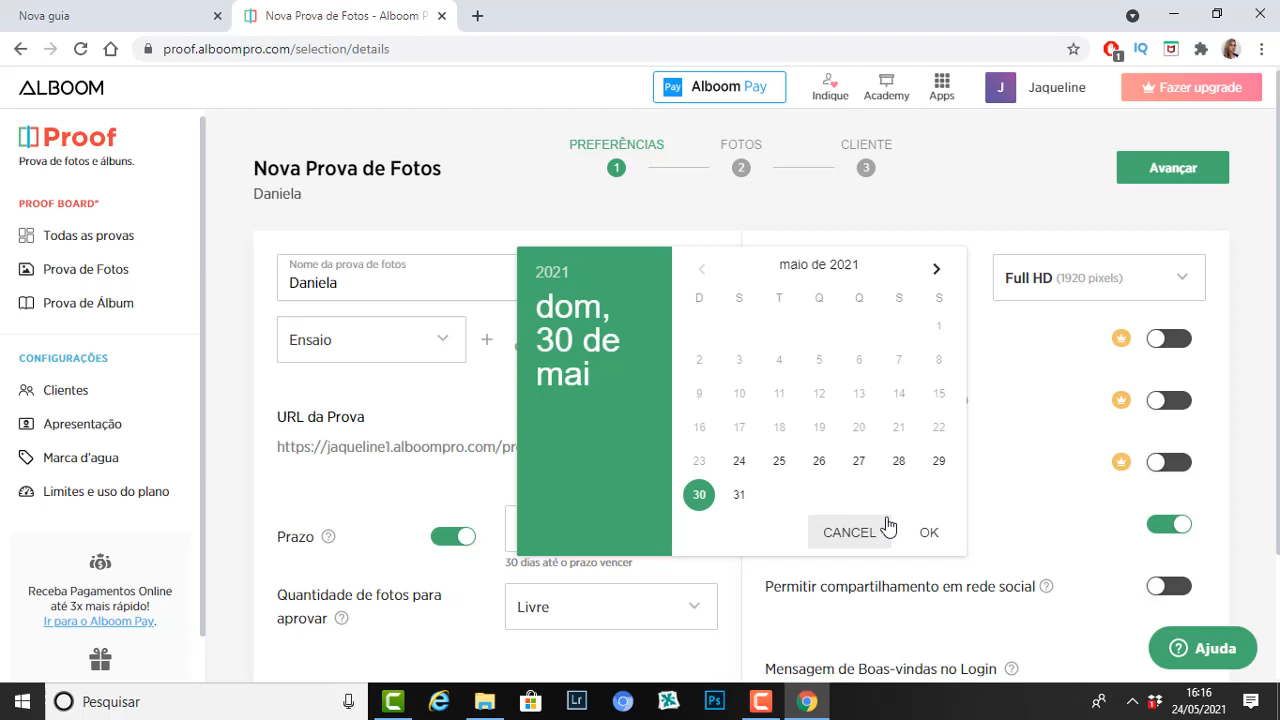 Nova guia
Nova Prova de Fotos - Alboom P
proof.alboompro.com/selection/details
1
IQ
ALBOOM
Pay Alboom Pay
Indique
Academy
Apps
J
Jaqueline
Fazer upgrade
Proof
Prova de fotos e álbuns.
PROOF BOARD*
Todas as provas
Prova de Fotos
Prova de Álbum
CONFIGURAÇÕES
Clientes
Apresentação
Marca d'agua
Limites e uso do plano
Receba Pagamentos Online
até 3x mais rápido!
Ir para o Alboom Pay.
Nova Prova de Fotos
Daniela
PREFERÊNCIAS
1
FOTOS
2
CLIENTE
3
Avançar
Nome da prova de fotos
Daniela
Ensaio
URL da Prova
https://jaqueline1.alboompro.com/pr
Prazo
30 dias até o prazo vencer
Quantidade de fotos para
aprovar
Livre
2021
dom,
30 de
mai
maio de 2021
D S T Q Q S S
1
2 3 4 5 6 7 8
9 10 11 12 13 14 15
16 17 18 19 20 21 22
23 24 25 26 27 28 29
30 31
CANCEL
OK
Full HD (1920 pixels)
Permitir compartilhamento em rede social
Mensagem de Boas-vindas no Login
Ajuda
Pesquisar
Lr
Ps
16:16
24/05/2021